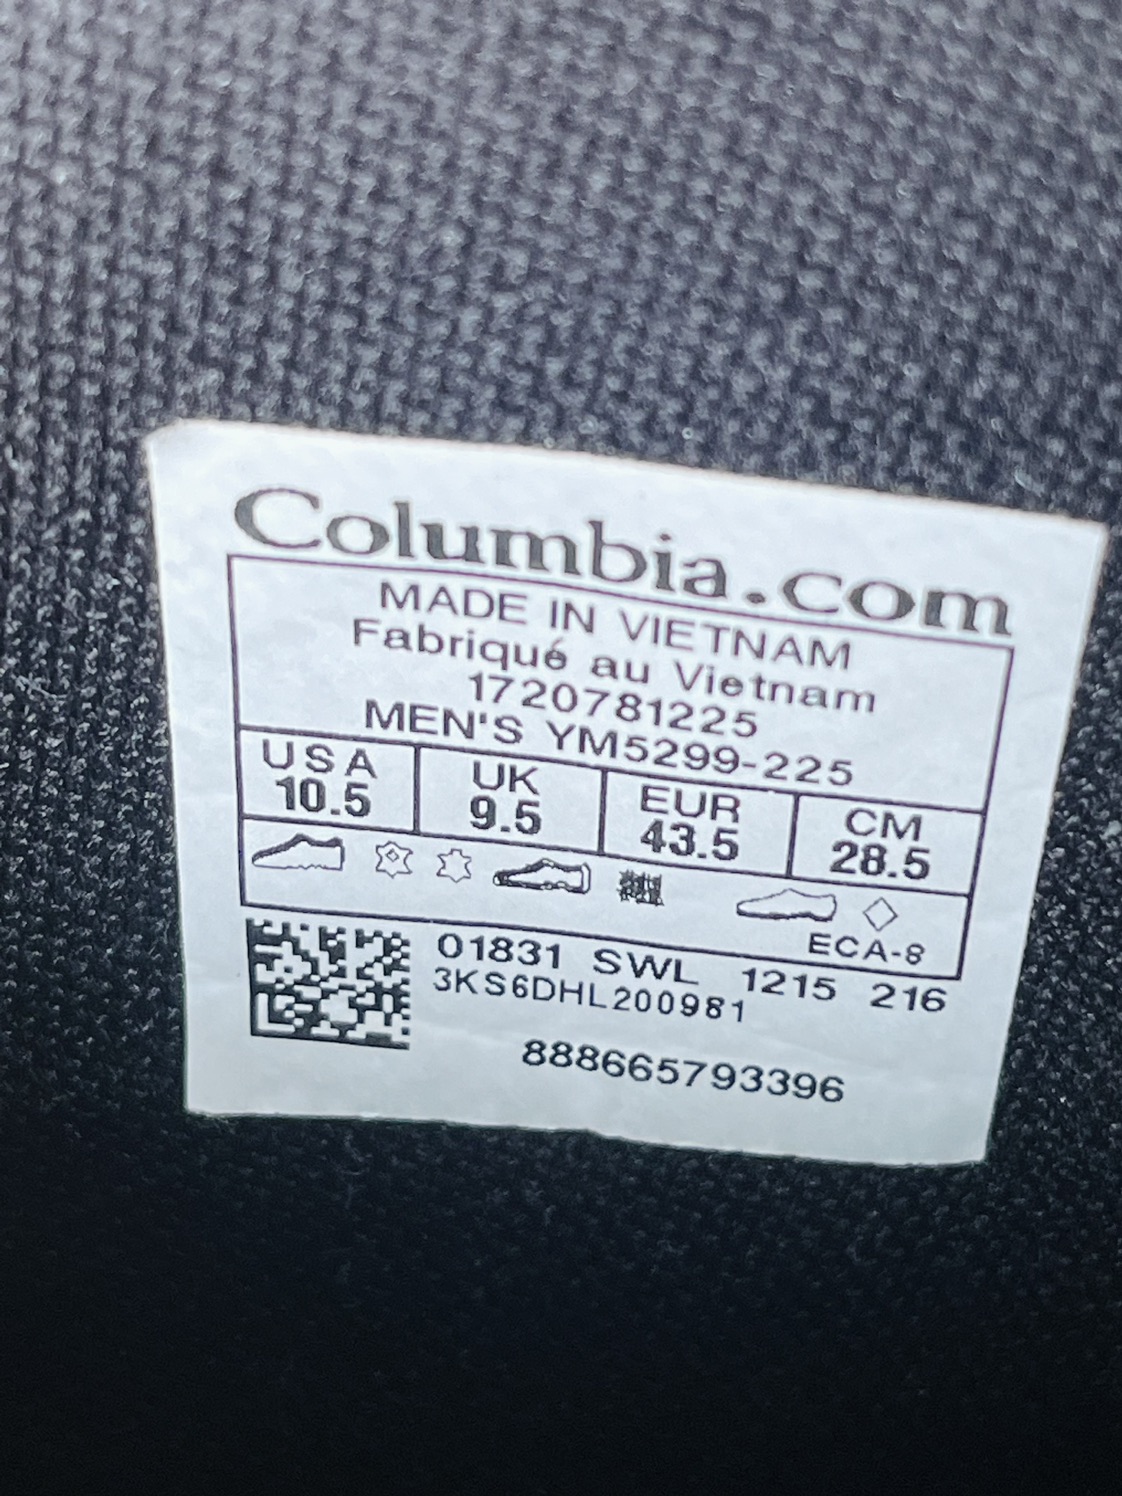 Columbia.com
MADE IN VIETNAM
Fabriqué au Vietnam
1720781225
MEN'S YM5299-225
USA UK EUR CM
10.5 9.5 43.5 28.5
ECA-8
01831 SWL 1215 216
3KS6DHL200981
888665793396